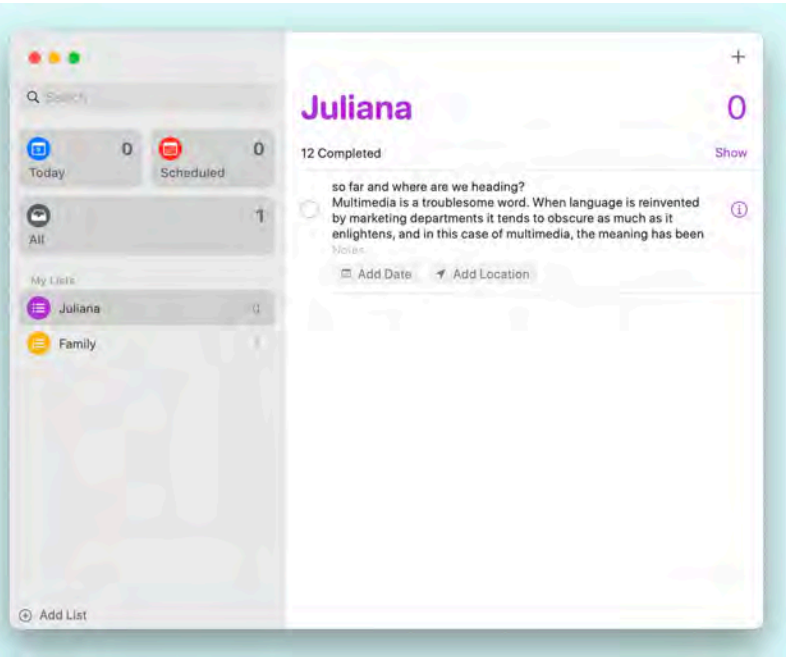 Search
Today
0
Scheduled
0
All
1
My Lists
Juliana
0
Family
1
Add List
Juliana
0
12 Completed
Show
so far and where are we heading?
Multimedia is a troublesome word. When language is reinvented
by marketing departments it tends to obscure as much as it
enlightens, and in this case of multimedia, the meaning has been
Notes
Add Date
Add Location